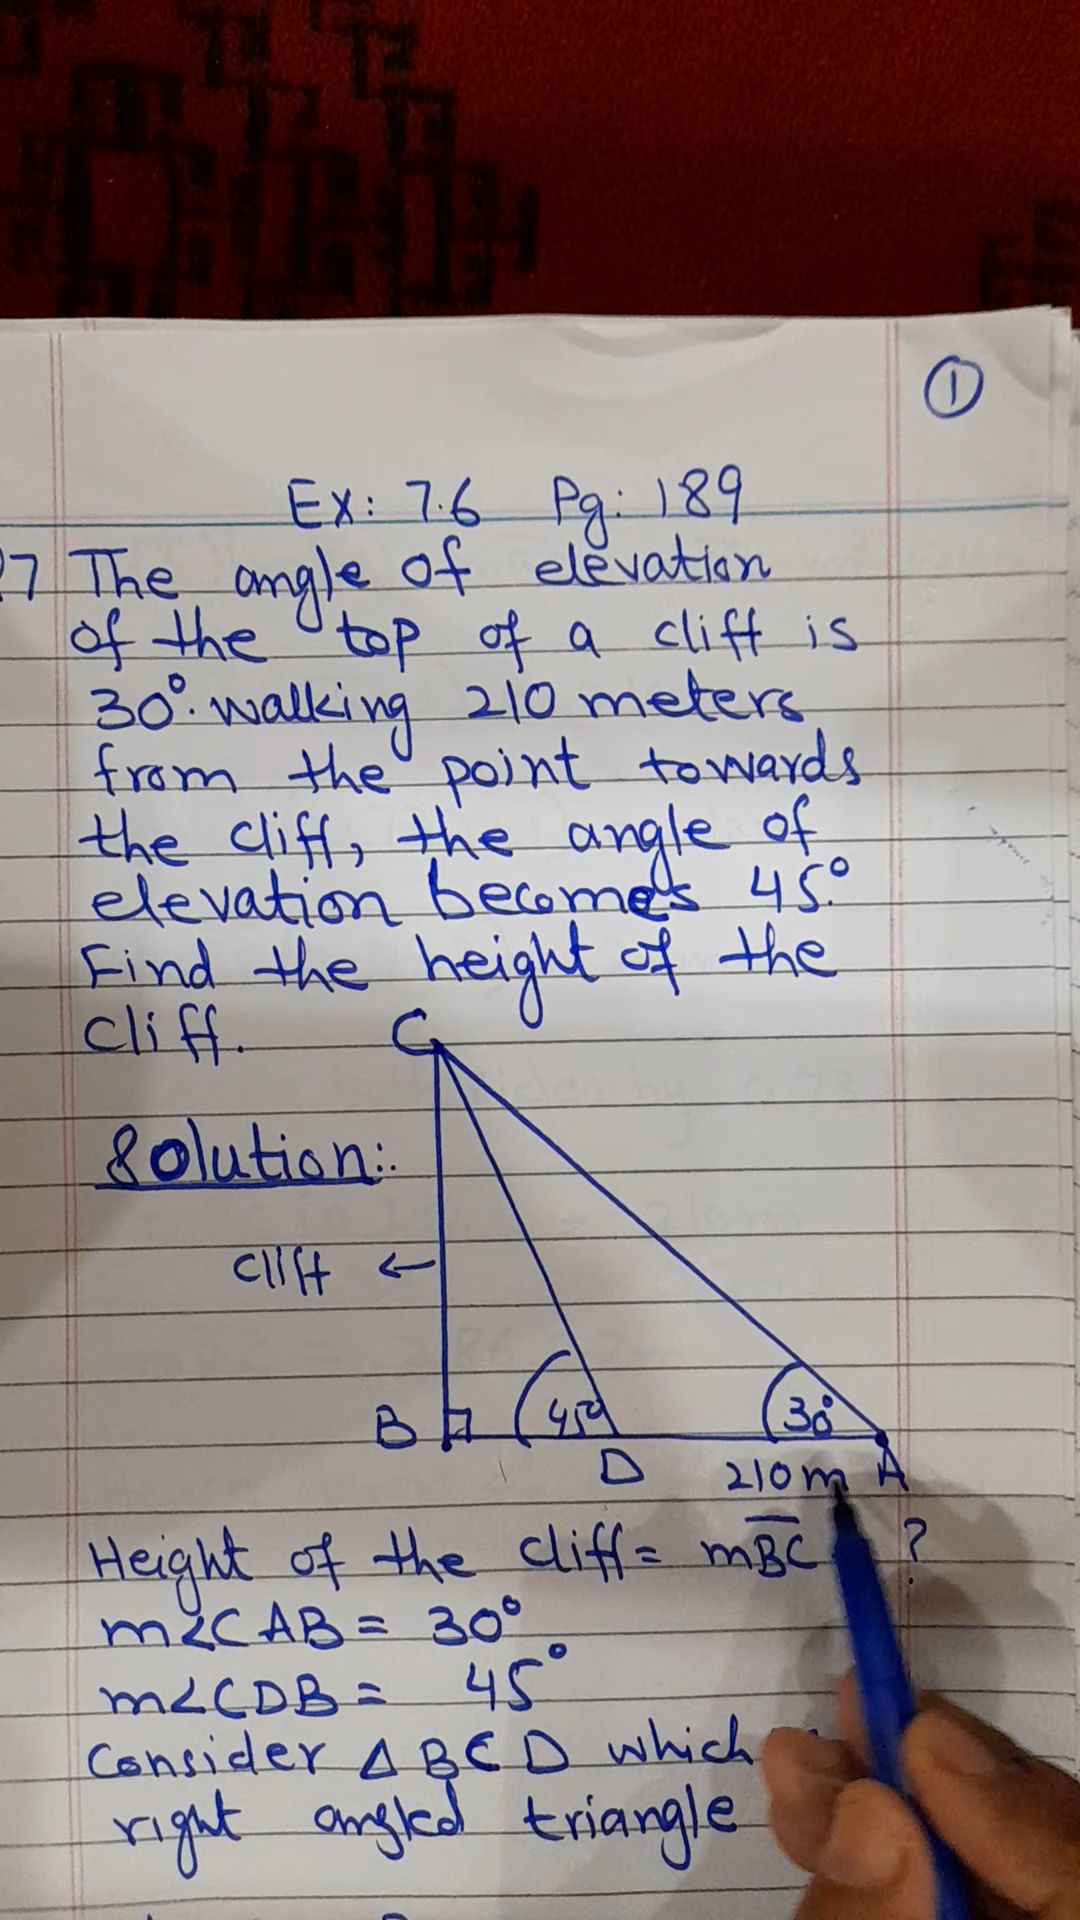 ①
Ex: 7.6 Pg: 189
7 The angle of elevation
of the top of a cliff is
30°. walking 210 meters
from the point towards
the cliff, the angle of
elevation becomes 45°.
Find the height of the
cliff.
C
Solution:.
cliff ←
B 45° 30°
D 210 m A
Height of the cliff = mBC ?
m∠CAB = 30°
m∠CDB = 45°
Consider △ BCD which
right angled triangle